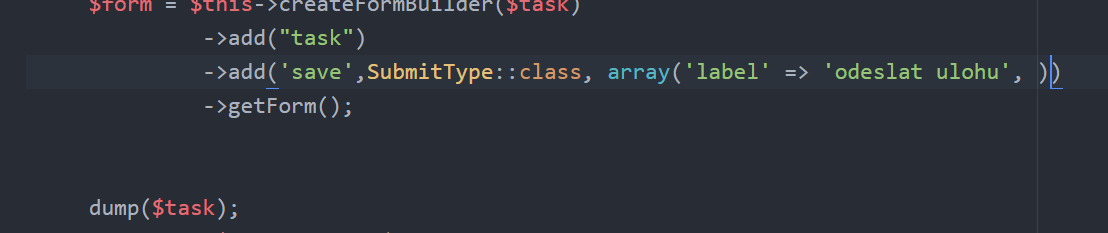 $form = $this->createFormBuilder($task)
->add("task")
->add('save',SubmitType::class, array('label' => 'odeslat ulohu', ))
->getForm();
dump($task);